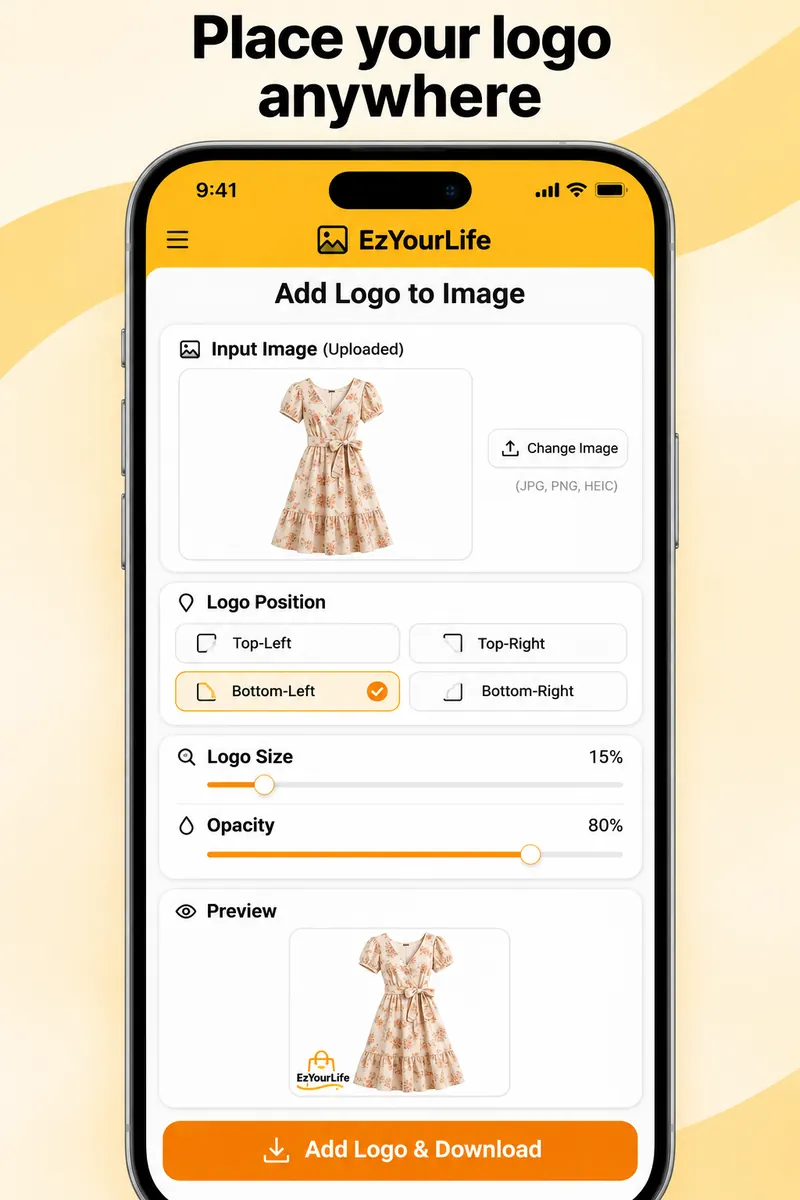 Place your logo
anywhere
9:41
EzYourLife
Add Logo to Image
Input Image (Uploaded)
Change Image
(JPG, PNG, HEIC)
Logo Position
Top-Left
Top-Right
Bottom-Left
Bottom-Right
Logo Size
15%
Opacity
80%
Preview
EzYourLife
Add Logo & Download